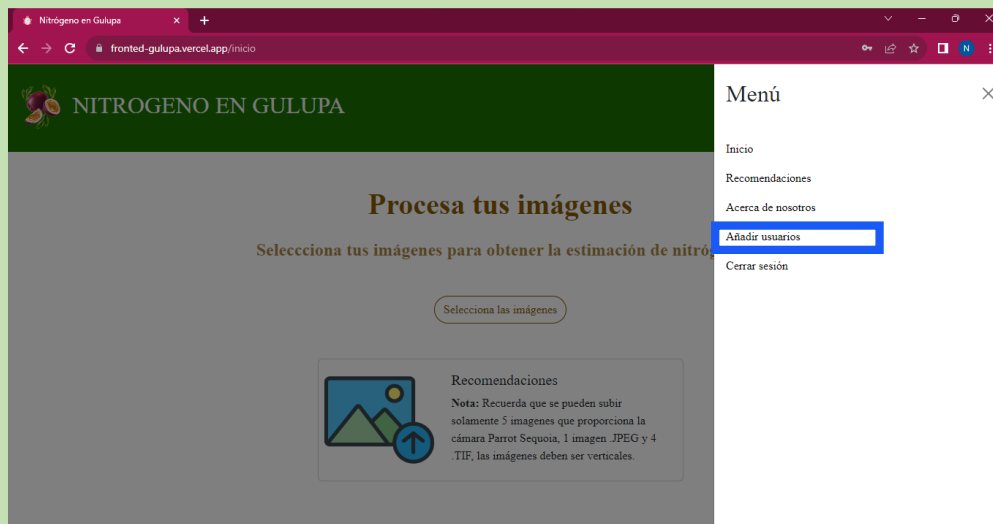 Nitrógeno en Gulupa
fronted-gulupa.vercel.app/inicio
N
NITROGENO EN GULUPA
Menú
Inicio
Recomendaciones
Acerca de nosotros
Añadir usuarios
Cerrar sesión
Procesa tus imágenes
Seleccciona tus imágenes para obtener la estimación de
Selecciona las imágenes
Recomendaciones
Nota: Recuerda que se pueden subir
solamente 5 imagenes que proporciona la
cámara Parrot Sequoia, 1 imagen .JPEG y 4
.TIF, las imágenes deben ser verticales.